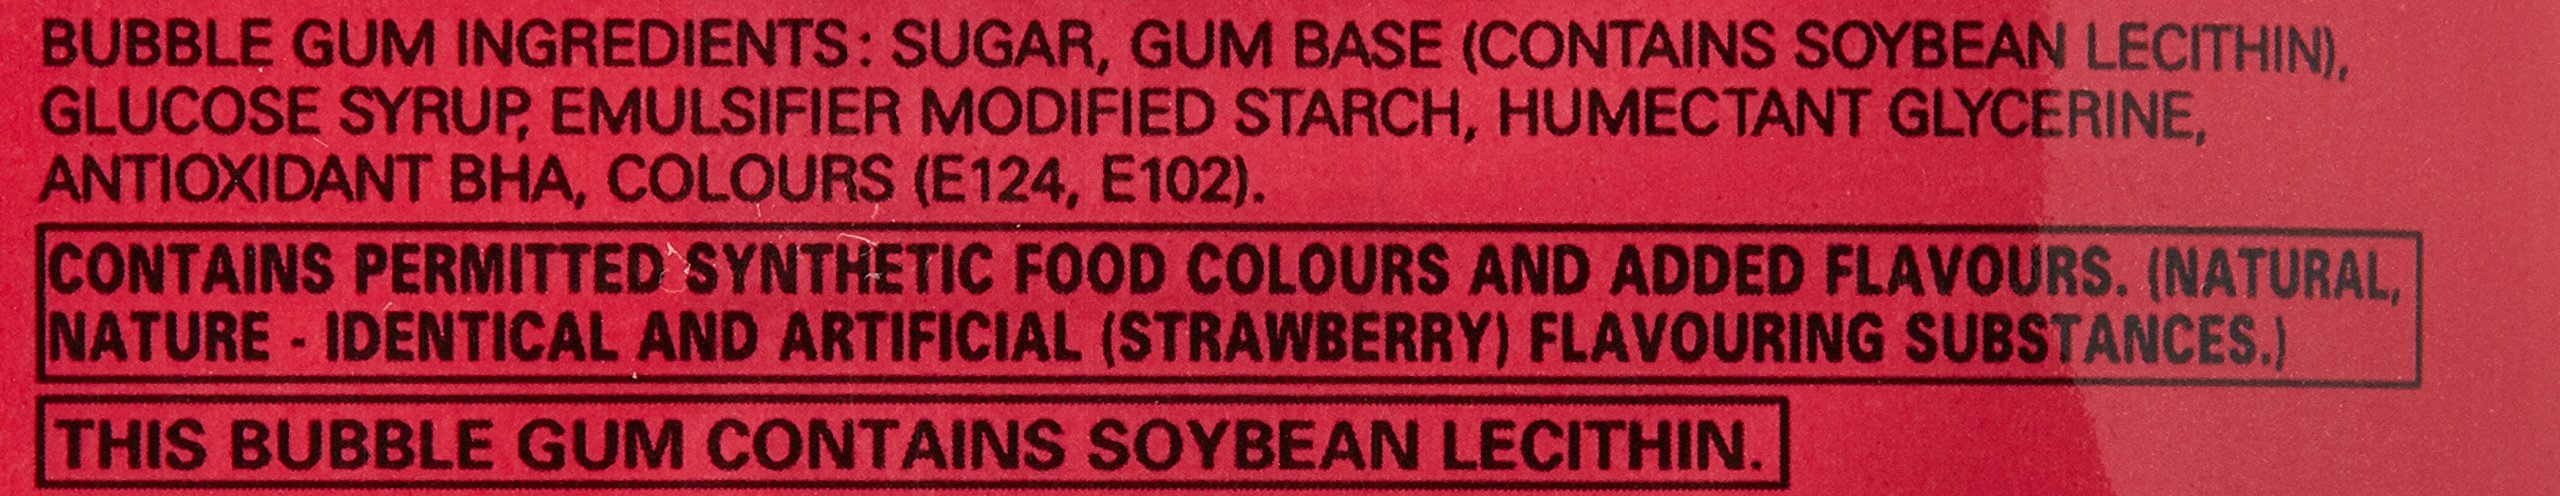 BUBBLE GUM INGREDIENTS: SUGAR, GUM BASE (CONTAINS SOYBEAN LECITHIN),
GLUCOSE SYRUP, EMULSIFIER MODIFIED STARCH, HUMECTANT GLYCERINE,
ANTIOXIDANT BHA, COLOURS (E124, E102).
CONTAINS PERMITTED SYNTHETIC FOOD COLOURS AND ADDED FLAVOURS. (NATURAL,
NATURE - IDENTICAL AND ARTIFICIAL (STRAWBERRY) FLAVOURING SUBSTANCES.)
THIS BUBBLE GUM CONTAINS SOYBEAN LECITHIN.